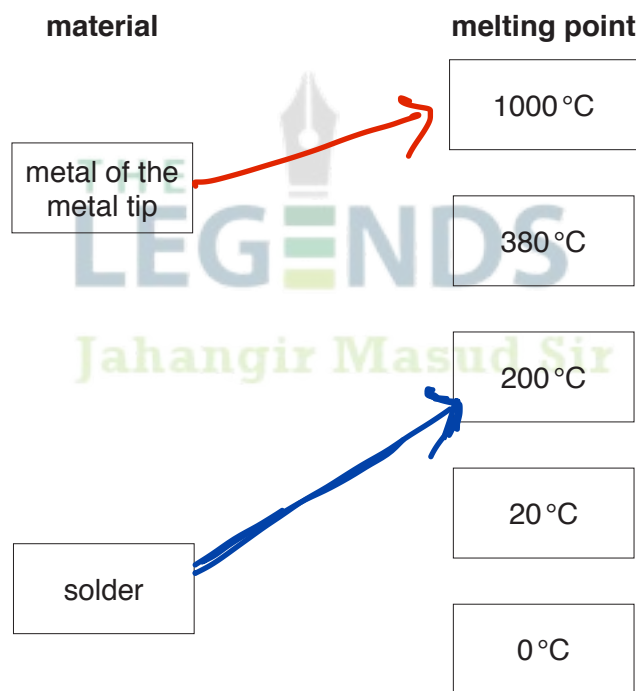 material
melting point
1000 °C
metal of the
metal tip
THE
LEGENDS
380 °C
Jahangir Masud Sir
200 °C
20 °C
solder
0 °C